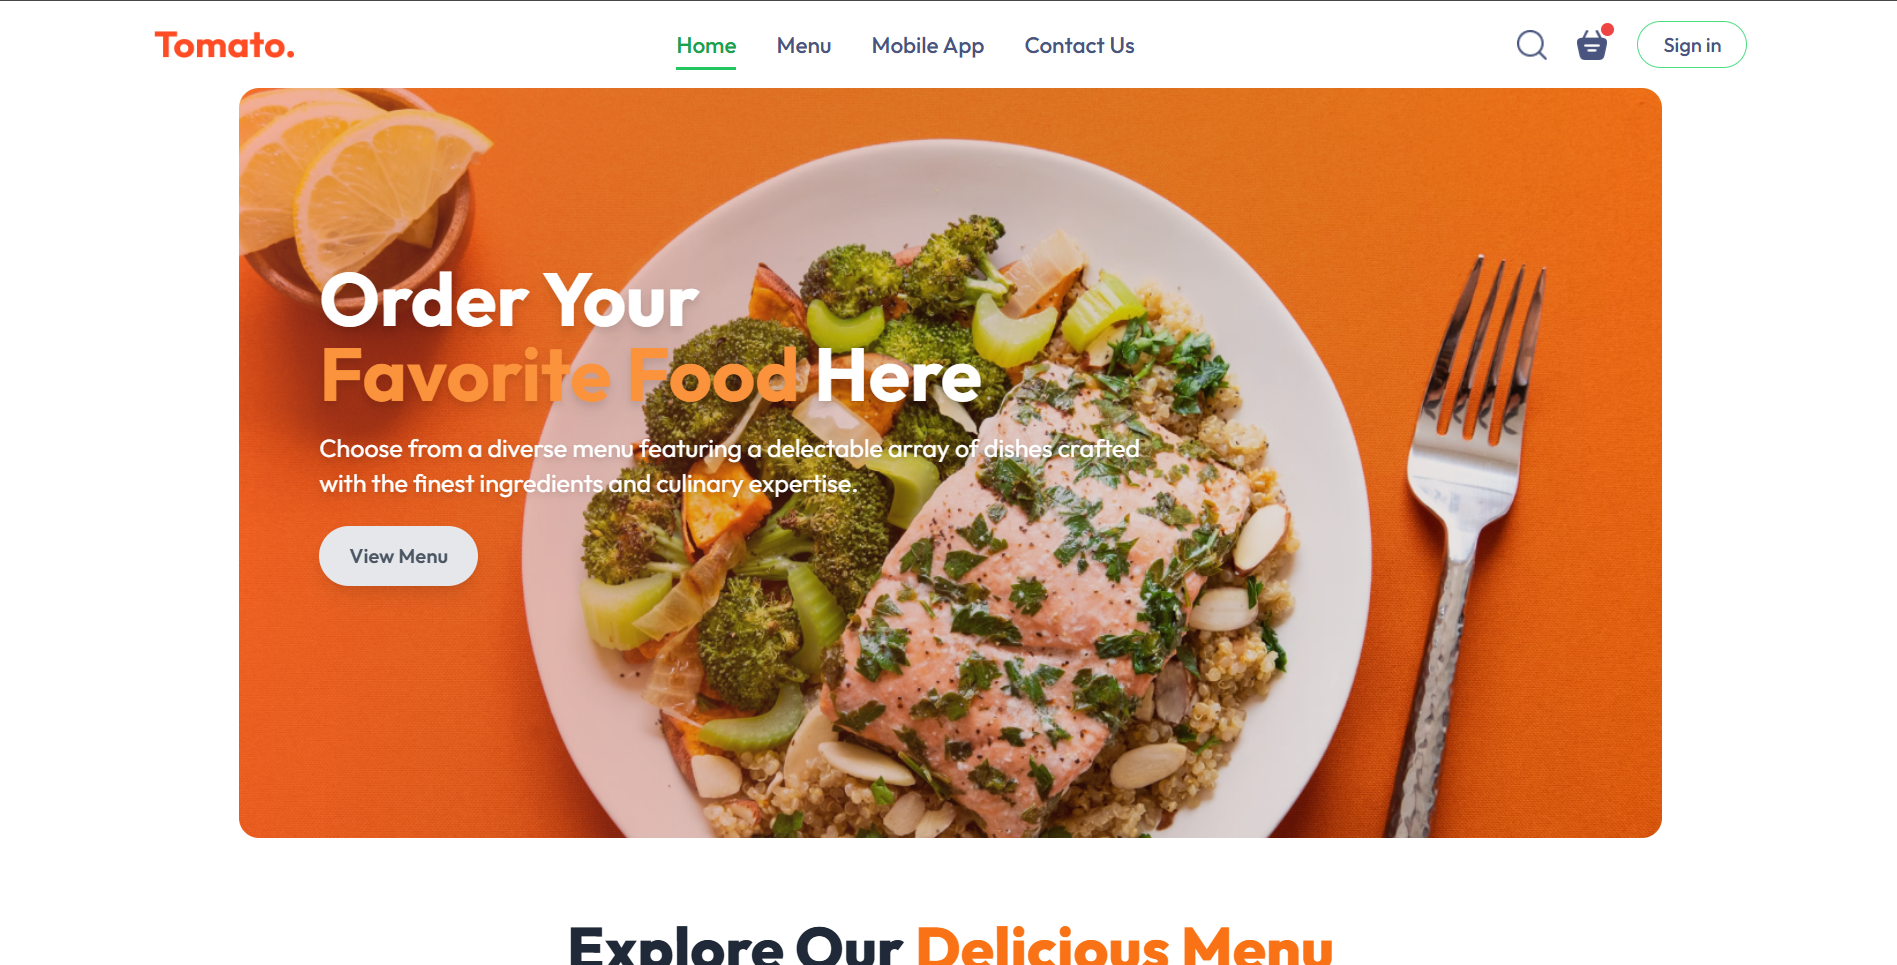 Tomato.
Home Menu Mobile App Contact Us
Sign in
Order Your
Favorite Food Here
Choose from a diverse menu featuring a delectable array of dishes crafted
with the finest ingredients and culinary expertise.
View Menu
Explore Our Delicious Menu